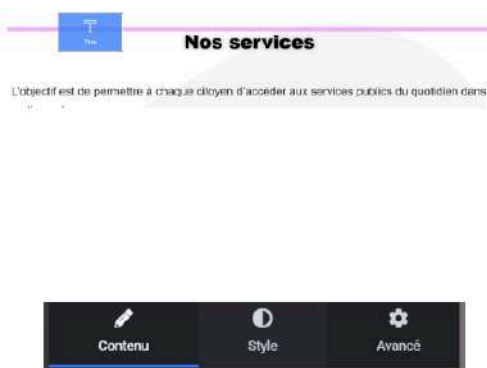 Titre
Nos services
L'objectif est de permettre à chaque citoyen d'accéder aux services publics du quotidien dans
Contenu
Style
Avancé